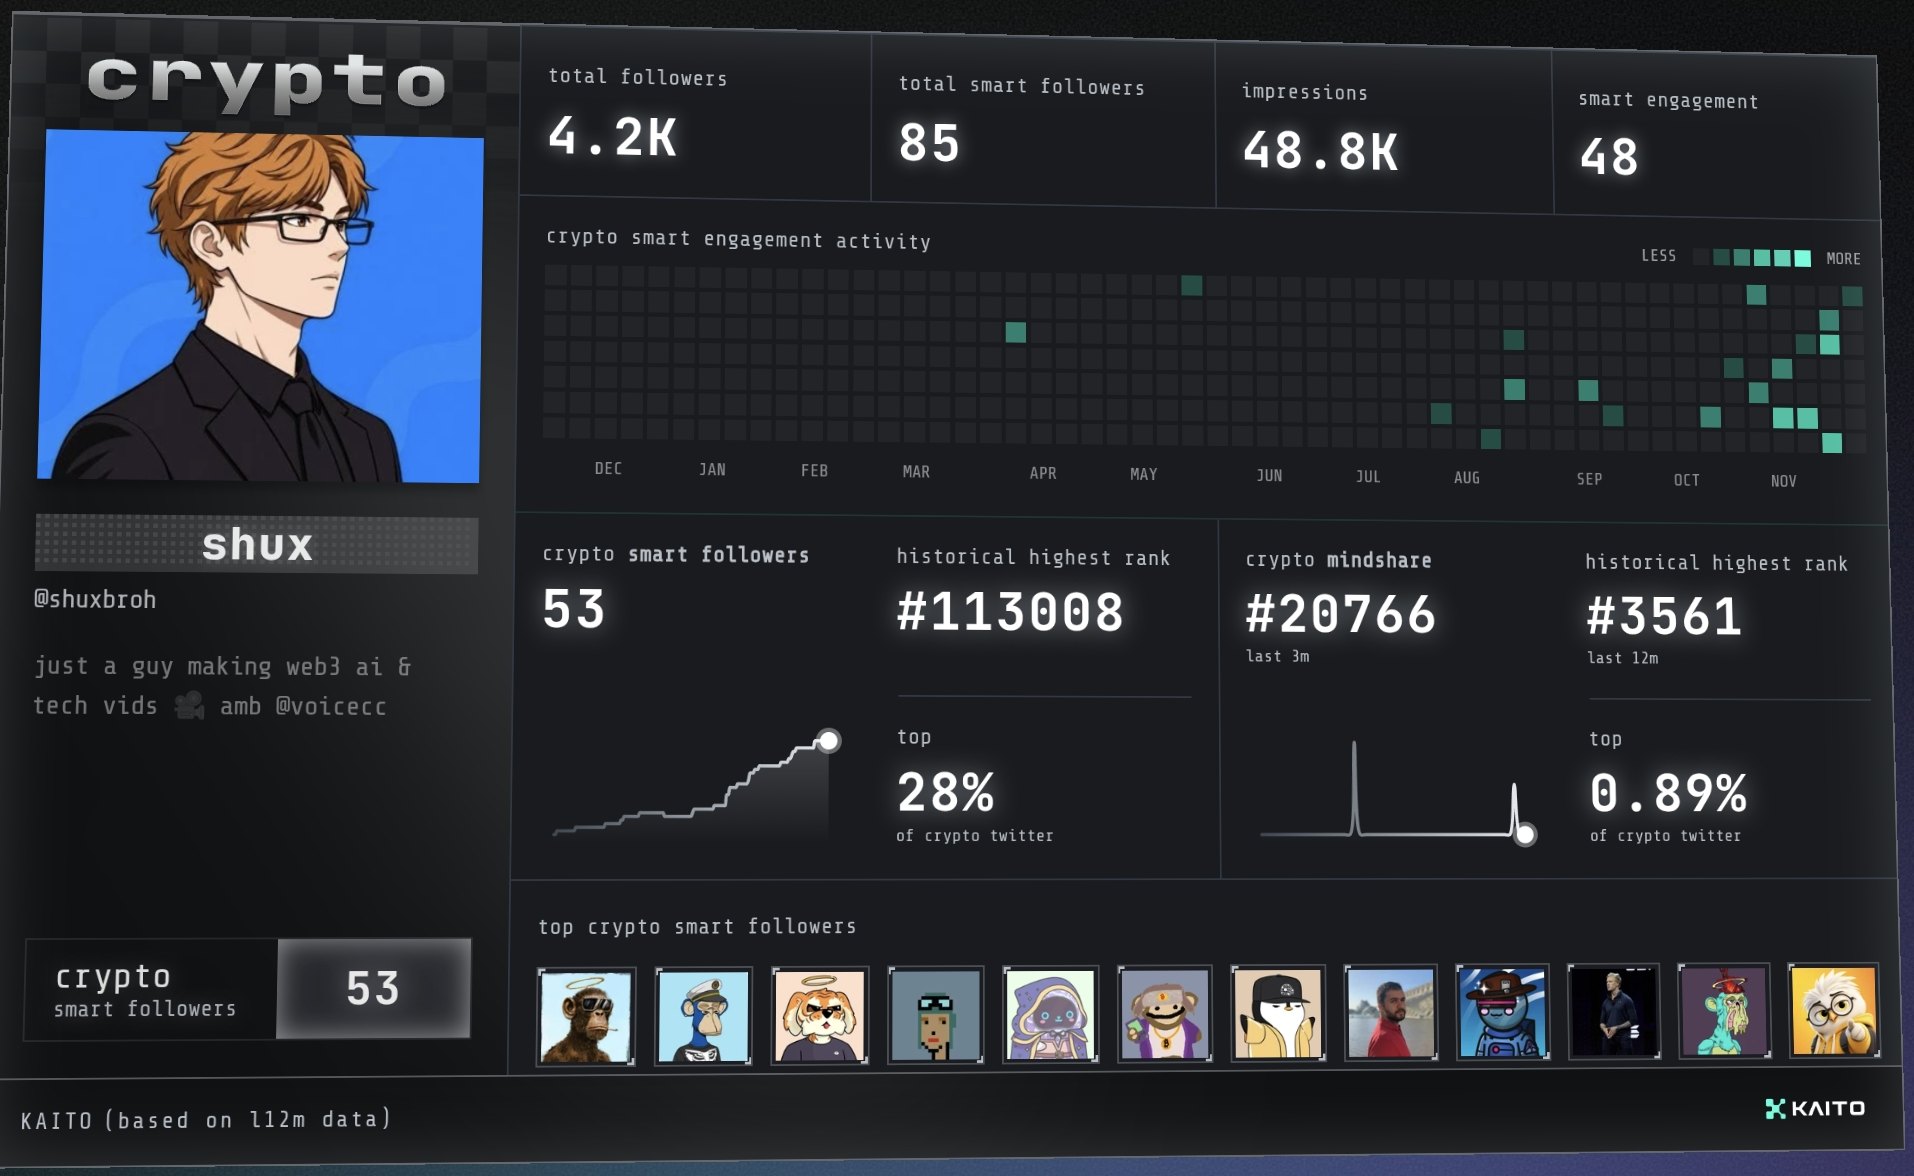 crypto
shux
@shuxbroh
just a guy making web3 ai &
tech vids 🎥 amb @voicecc
crypto
smart followers
53
total followers
4.2K
total smart followers
85
impressions
48.8K
smart engagement
48
crypto smart engagement activity
LESS
MORE
DEC JAN FEB MAR APR MAY JUN JUL AUG SEP OCT NOV
crypto smart followers
53
historical highest rank
#113008
top
28%
of crypto twitter
crypto mindshare
#20766
last 3m
historical highest rank
#3561
last 12m
top
0.89%
of crypto twitter
top crypto smart followers
KAITO (based on l12m data)
KAITO